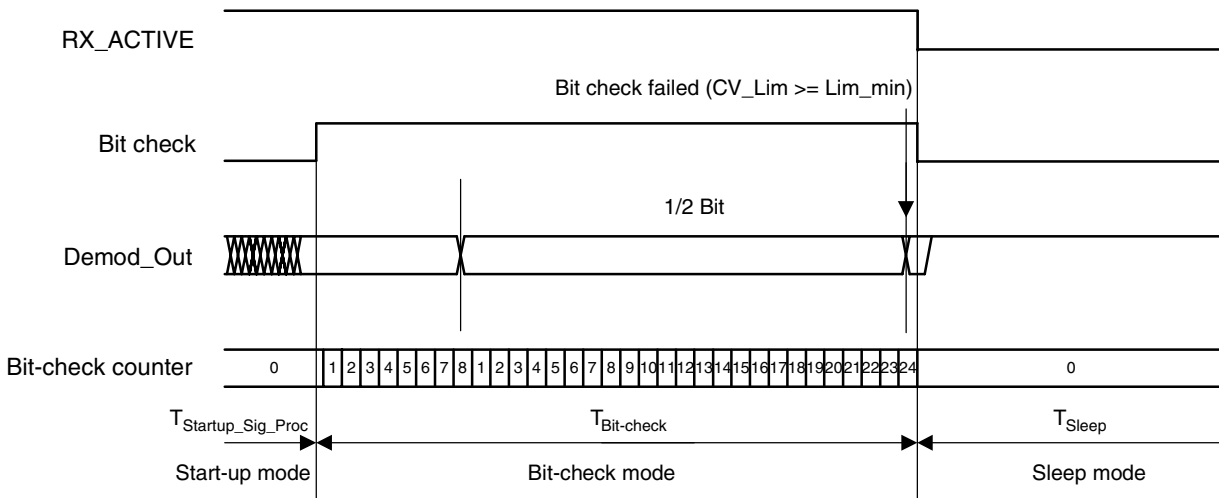 RX_ACTIVE
Bit check failed (CV_Lim >= Lim_min)
Bit check
1/2 Bit
Demod_Out
Bit-check counter 0 1 2 3 4 5 6 7 8 1 2 3 4 5 6 7 8 9 10 11 12 13 14 15 16 17 18 19 20 21 22 23 24 0
TStartup_Sig_Proc TBit-check TSleep
Start-up mode Bit-check mode Sleep mode